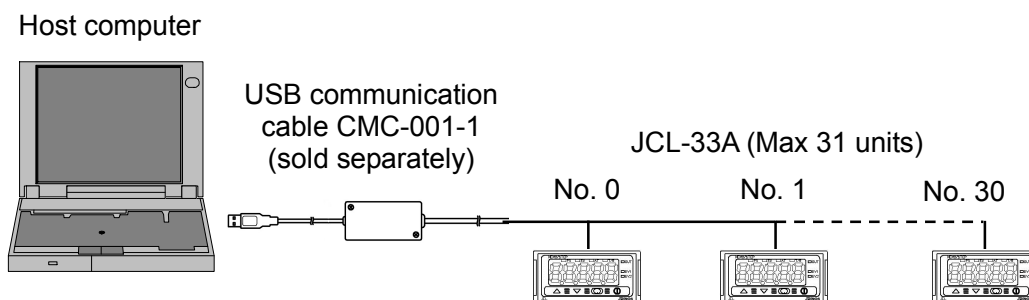 Host computer
USB communication
cable CMC-001-1
(sold separately)
JCL-33A (Max 31 units)
No. 0
No. 1
No. 30